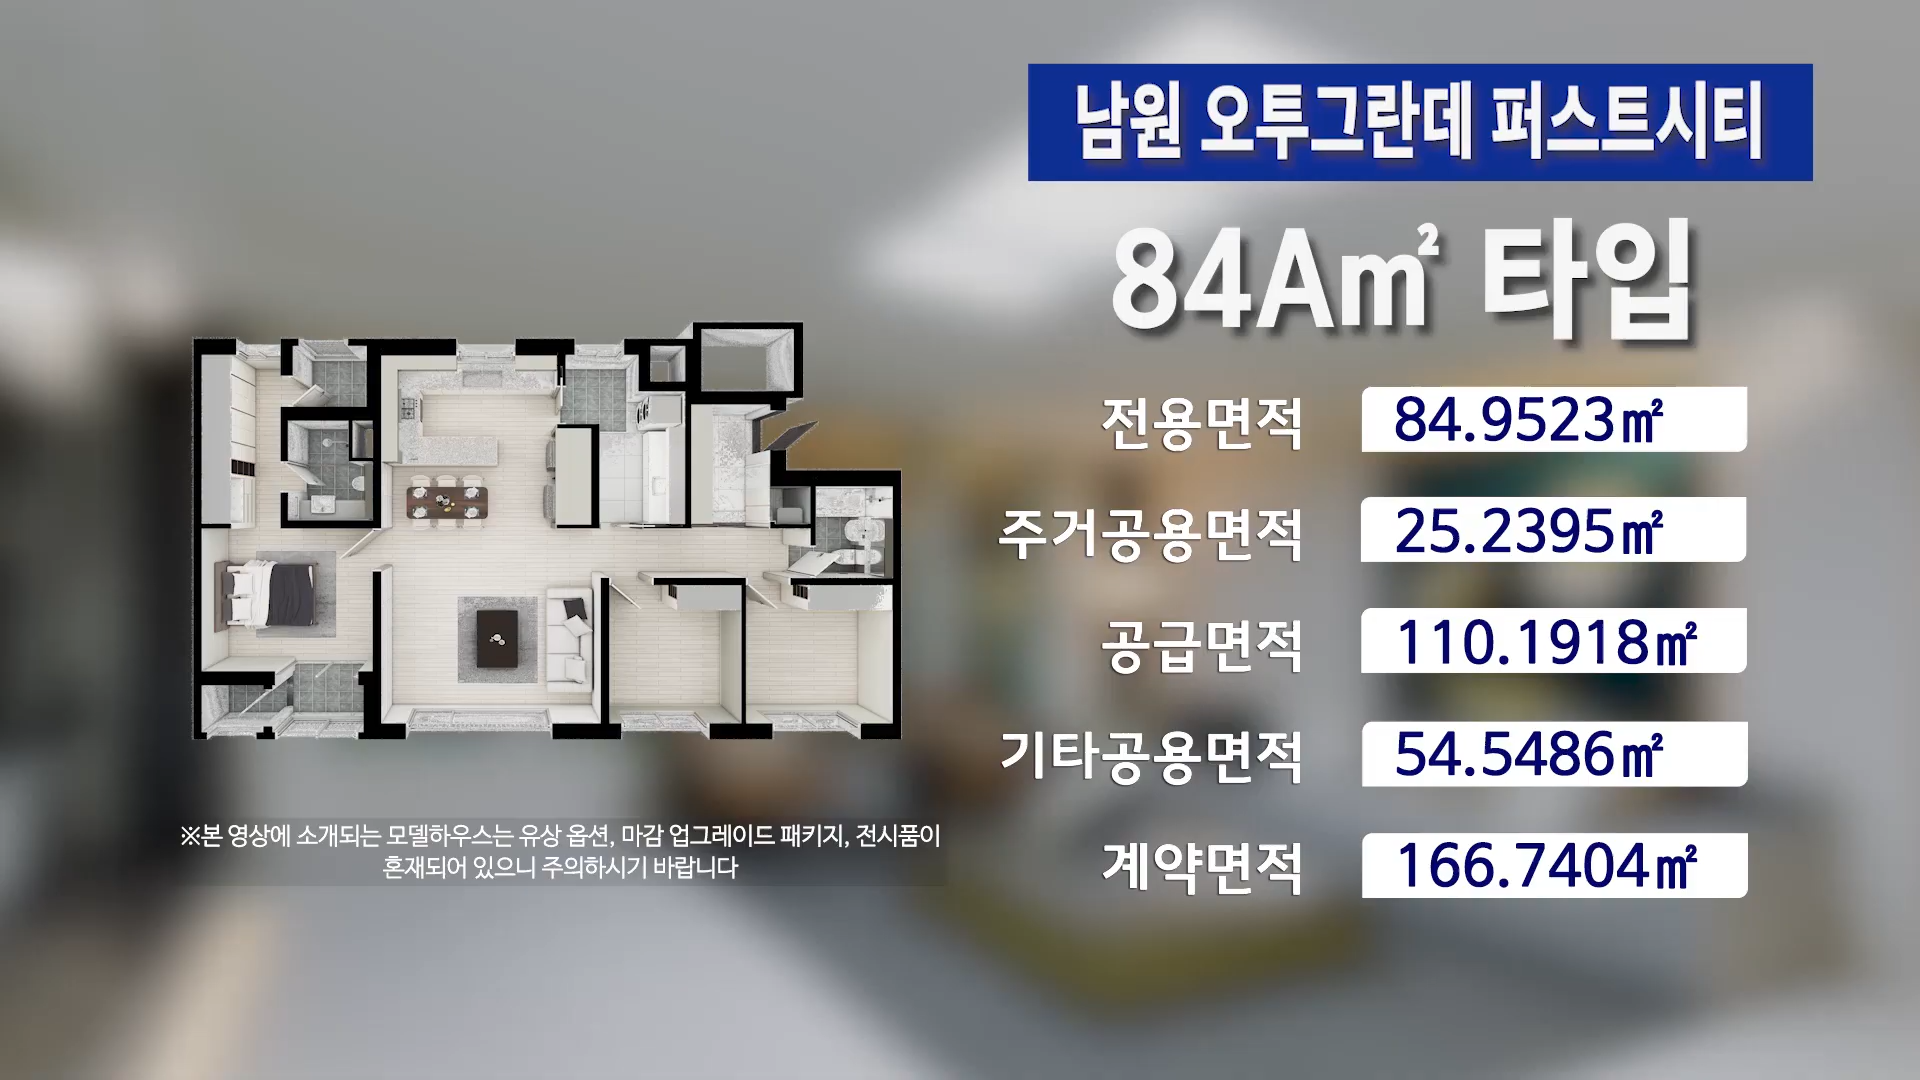 남원 오투그란데 퍼스트시티
84A㎡ 타입
전용면적 84.9523㎡
주거공용면적 25.2395㎡
공급면적 110.1918㎡
기타공용면적 54.5486㎡
계약면적 166.7404㎡
※본 영상에 소개되는 모델하우스는 유상 옵션, 마감 업그레이드 패키지, 전시품이
혼재되어 있으니 주의하시기 바랍니다